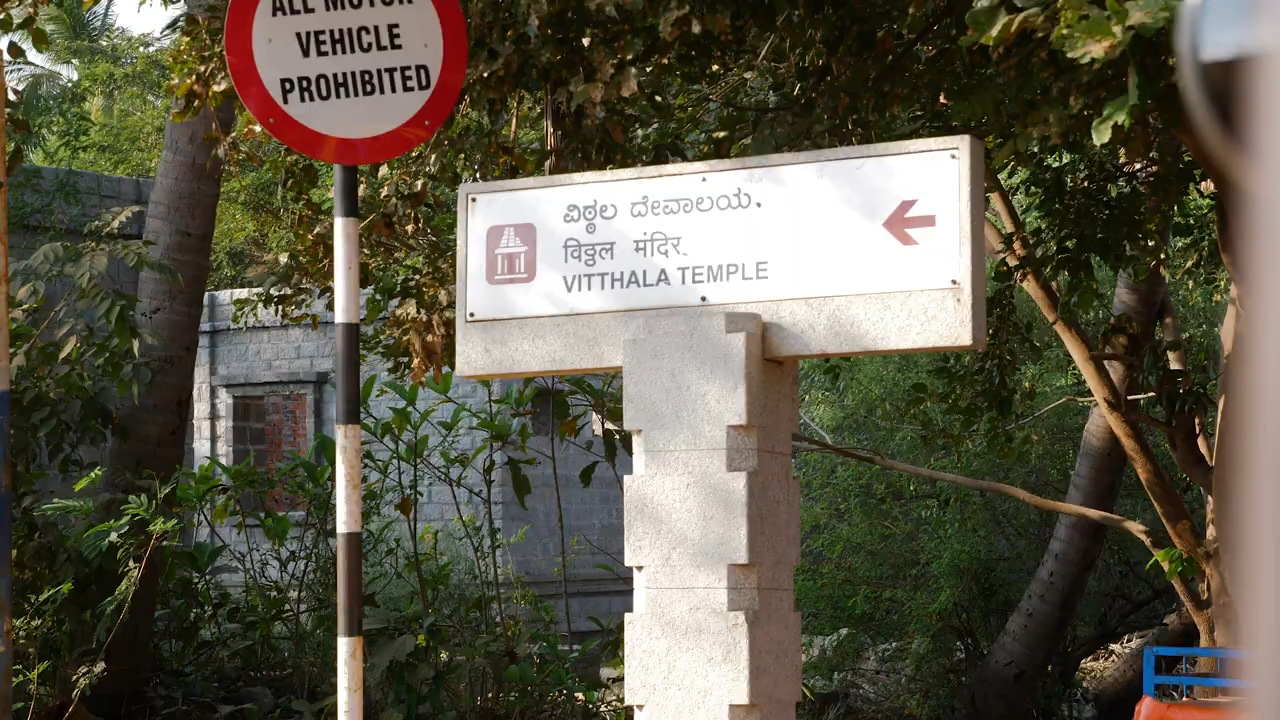 ALL MOTOR
VEHICLE
PROHIBITED
ವಿಠ್ಠಲ ದೇವಾಲಯ.
विठ्ठल मंदिर
VITTHALA TEMPLE